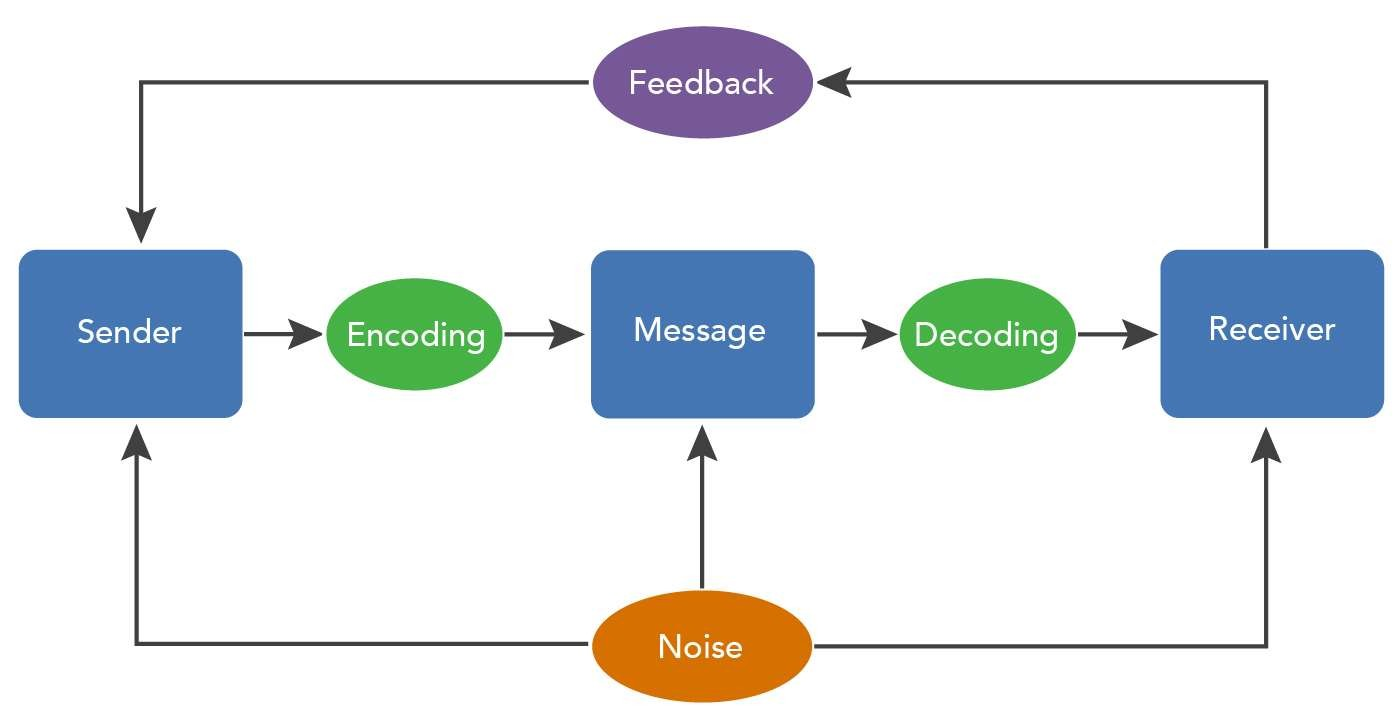 Feedback
Sender
Encoding
Message
Decoding
Receiver
Noise